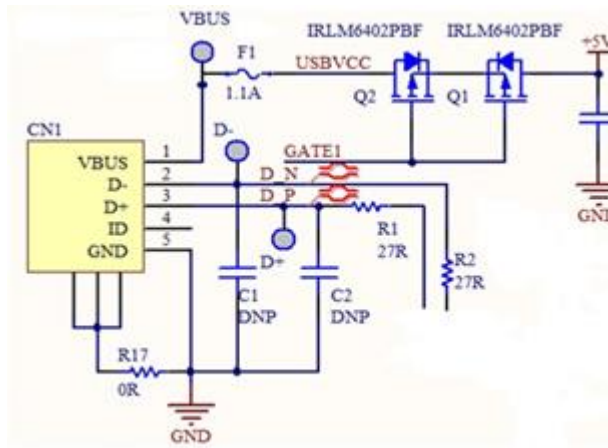 VBUS
IRLM6402PBF IRLM6402PBF
+5V
F1
USBVCC
1.1A
Q2 Q1
CN1
D-
VBUS 1
GATE1
D- 2
D_N
D+ 3
D_P
ID 4
R1
GND 5
27R
D+
GND
R2
27R
C1 C2
DNP DNP
R17
0R
GND